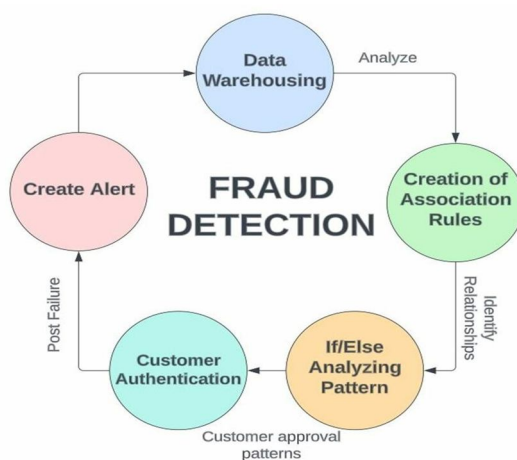 Data
Warehousing
Analyze
Create Alert
FRAUD
DETECTION
Creation of
Association
Rules
Identify
Relationships
Post Failure
Customer
Authentication
If/Else
Analyzing
Pattern
Customer approval
patterns